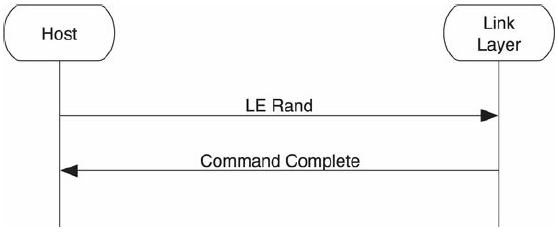 Host
Link
Layer
LE Rand
Command Complete